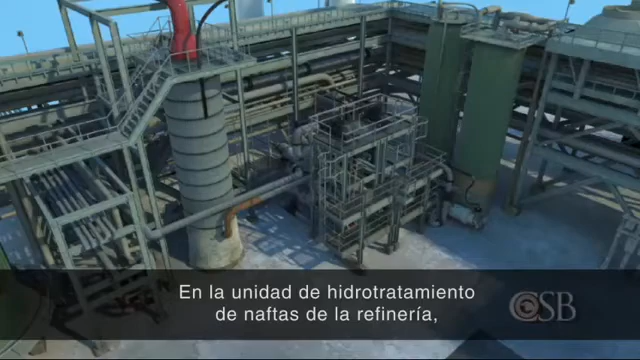 En la unidad de hidrotratamiento
de naftas de la refinería,
CSB